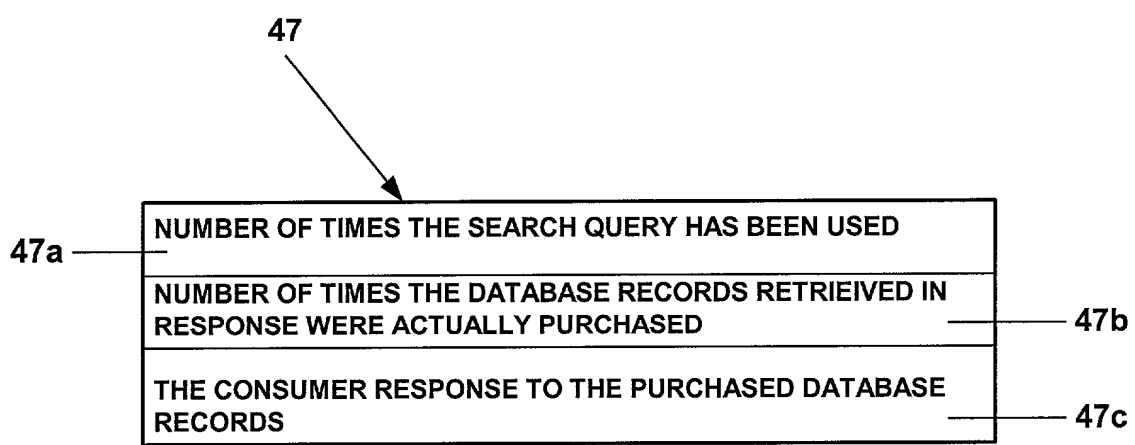 47
NUMBER OF TIMES THE SEARCH QUERY HAS BEEN USED
47a
NUMBER OF TIMES THE DATABASE RECORDS RETRIEIVED IN
RESPONSE WERE ACTUALLY PURCHASED
47b
THE CONSUMER RESPONSE TO THE PURCHASED DATABASE
RECORDS
47c